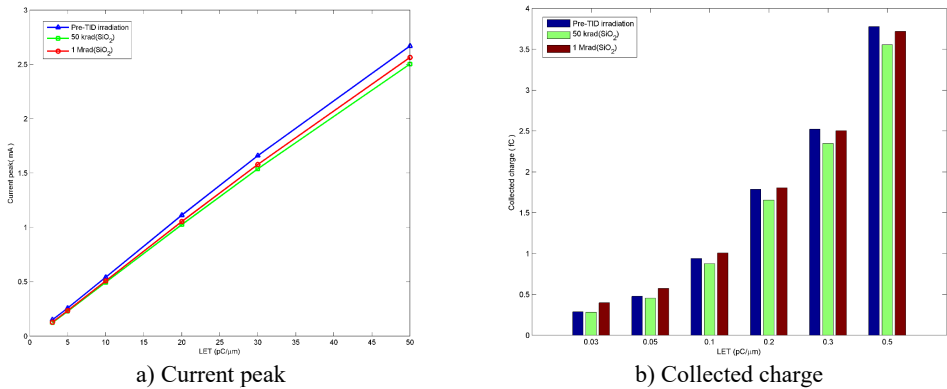 Pre-TID irradiation
50 krad(SiO2)
1 Mrad(SiO2)
3
2.5
2
1.5
1
0.5
0
Current peak( mA )
0 5 10 15 20 25 30 35 40 45 50
LET (pC/μm)
a) Current peak
Pre-TID irradiation
50 krad(SiO2)
1 Mrad(SiO2)
4
3.5
3
2.5
2
1.5
1
0.5
0
Collected charge ( fC )
0.03 0.05 0.1 0.2 0.3 0.5
LET (pC/μm)
b) Collected charge